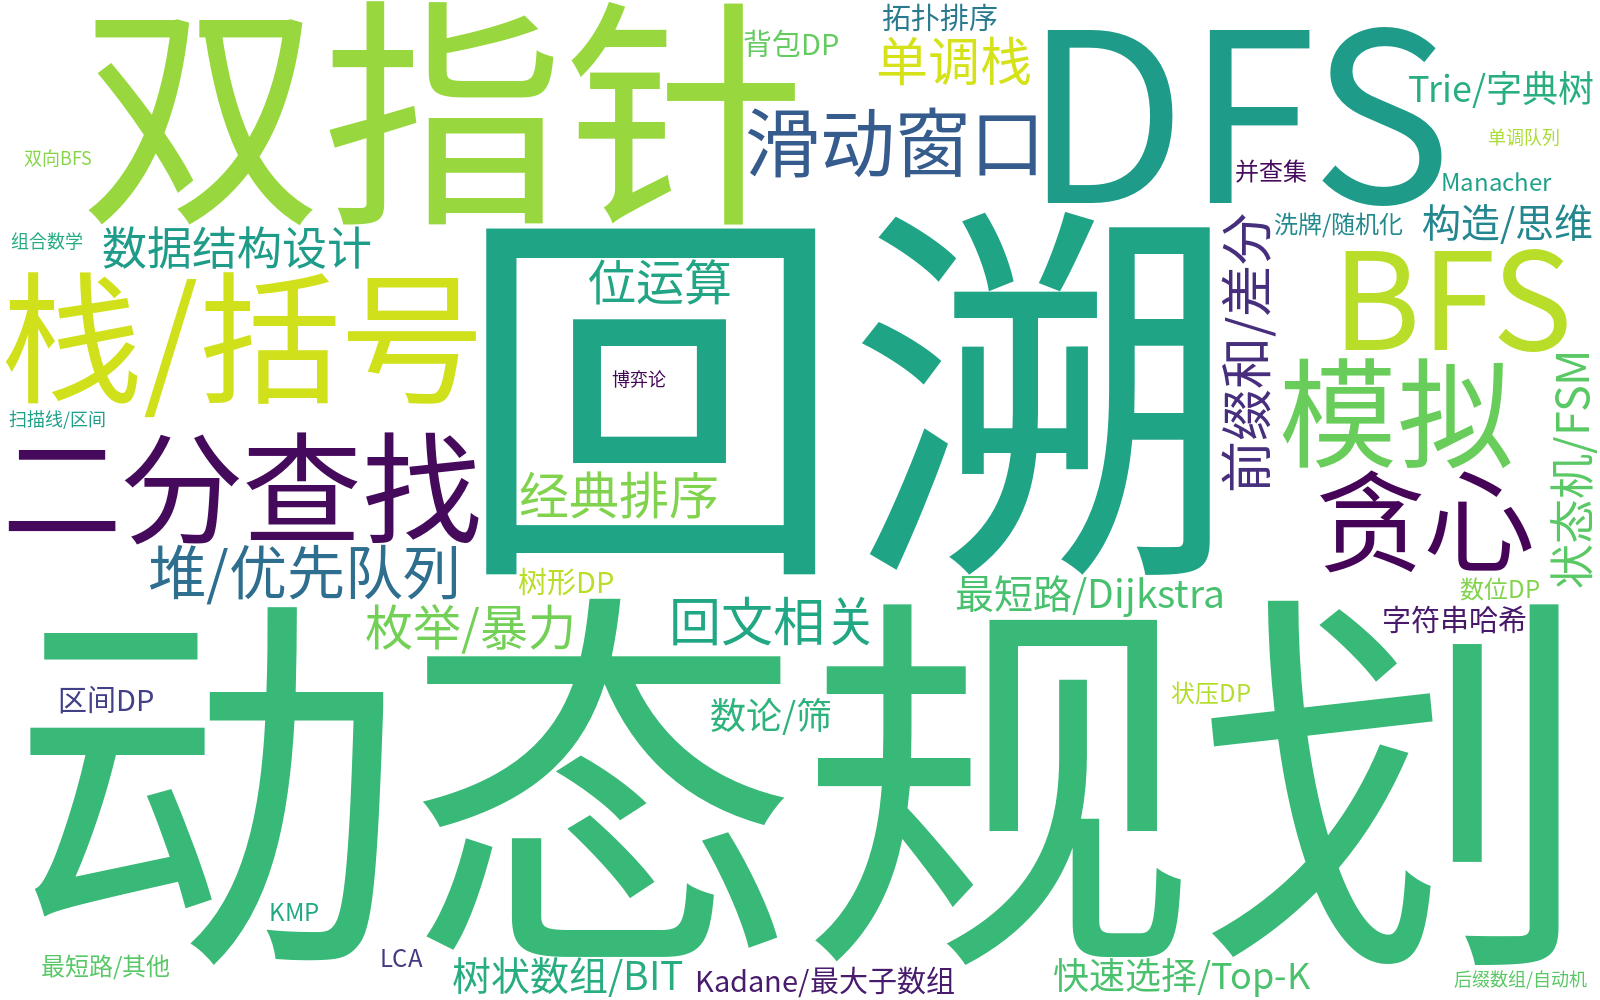 双指针
背包DP
拓扑排序
单调栈
DFS
Trie/字典树
单调队列
滑动窗口
双向BFS
并查集
Manacher
组合数学
数据结构设计
洗牌/随机化
构造/思维
回溯
位运算
前缀和/差分
BFS
栈/括号
博弈论
模拟
状态机/FSM
扫描线/区间
二分查找
经典排序
贪心
堆/优先队列
树形DP
最短路/Dijkstra
数位DP
枚举/暴力
回文相关
字符串哈希
动态规划
区间DP
数论/筛
状压DP
KMP
LCA
最短路/其他
树状数组/BIT
Kadane/最大子数组
快速选择/Top-K
后缀数组/自动机